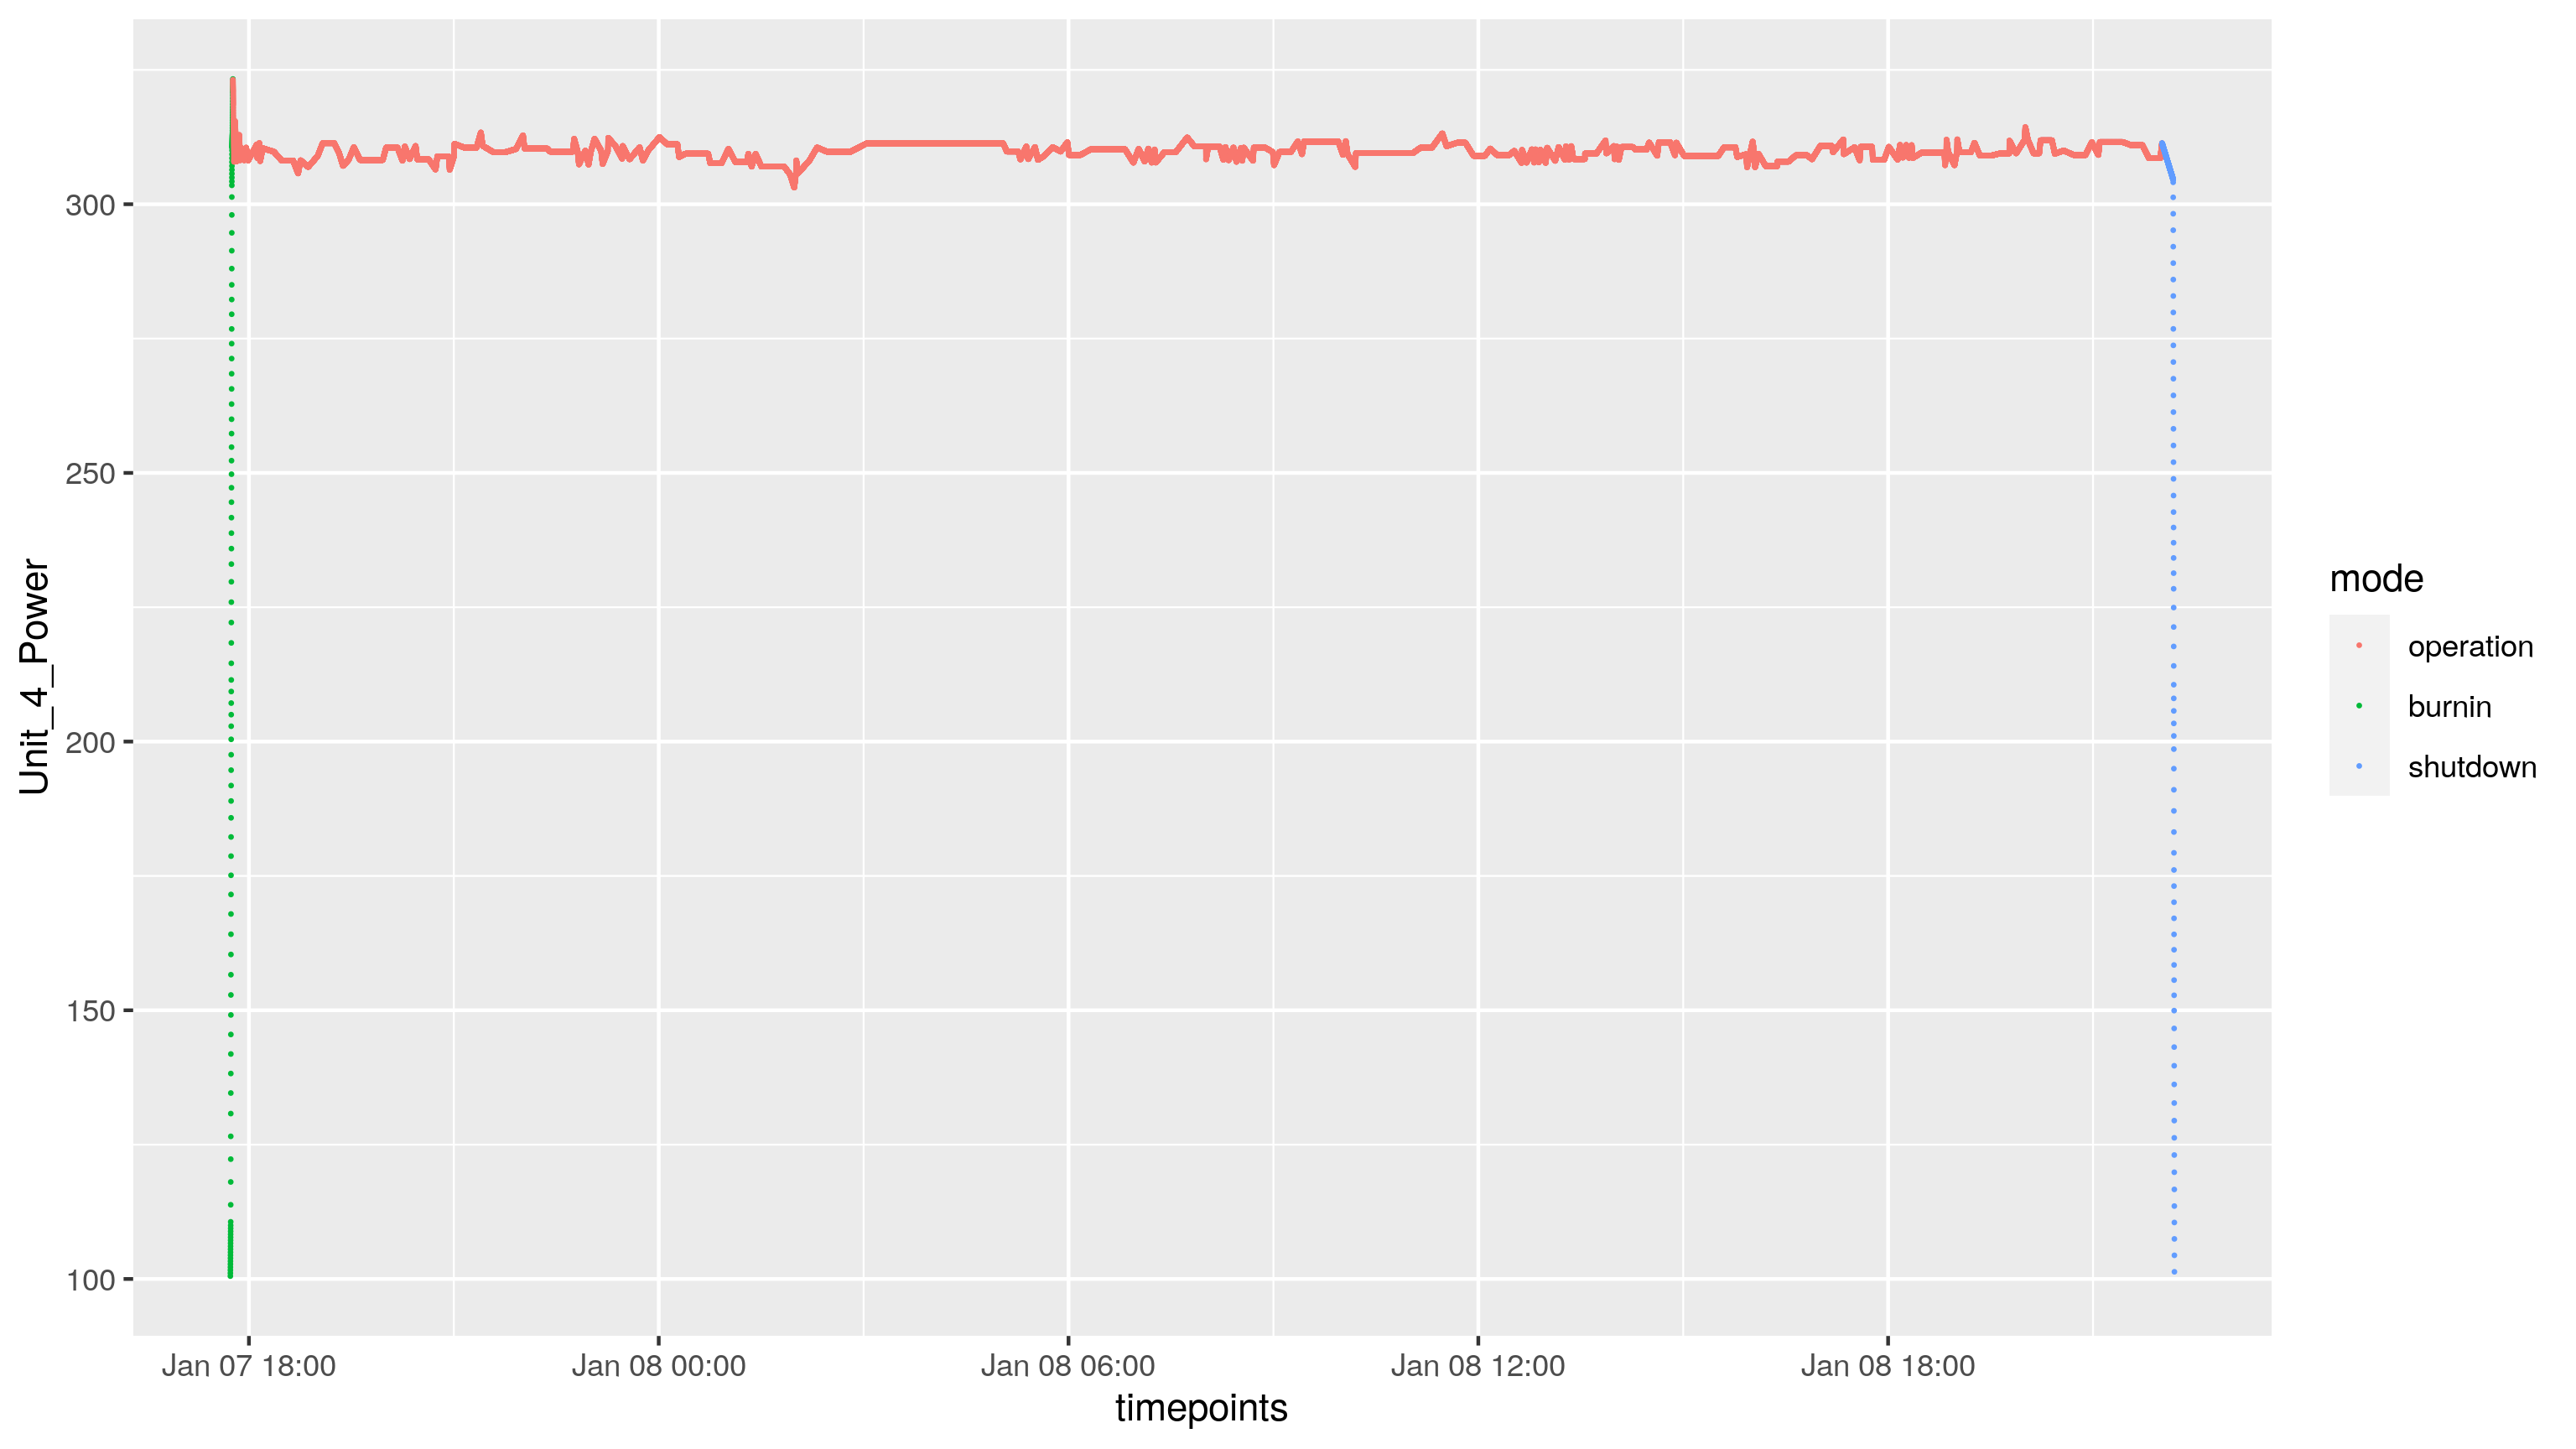 Unit_4_Power
300
250
200
150
100
Jan 07 18:00
Jan 08 00:00
Jan 08 06:00
Jan 08 12:00
Jan 08 18:00
timepoints
mode
operation
burnin
shutdown